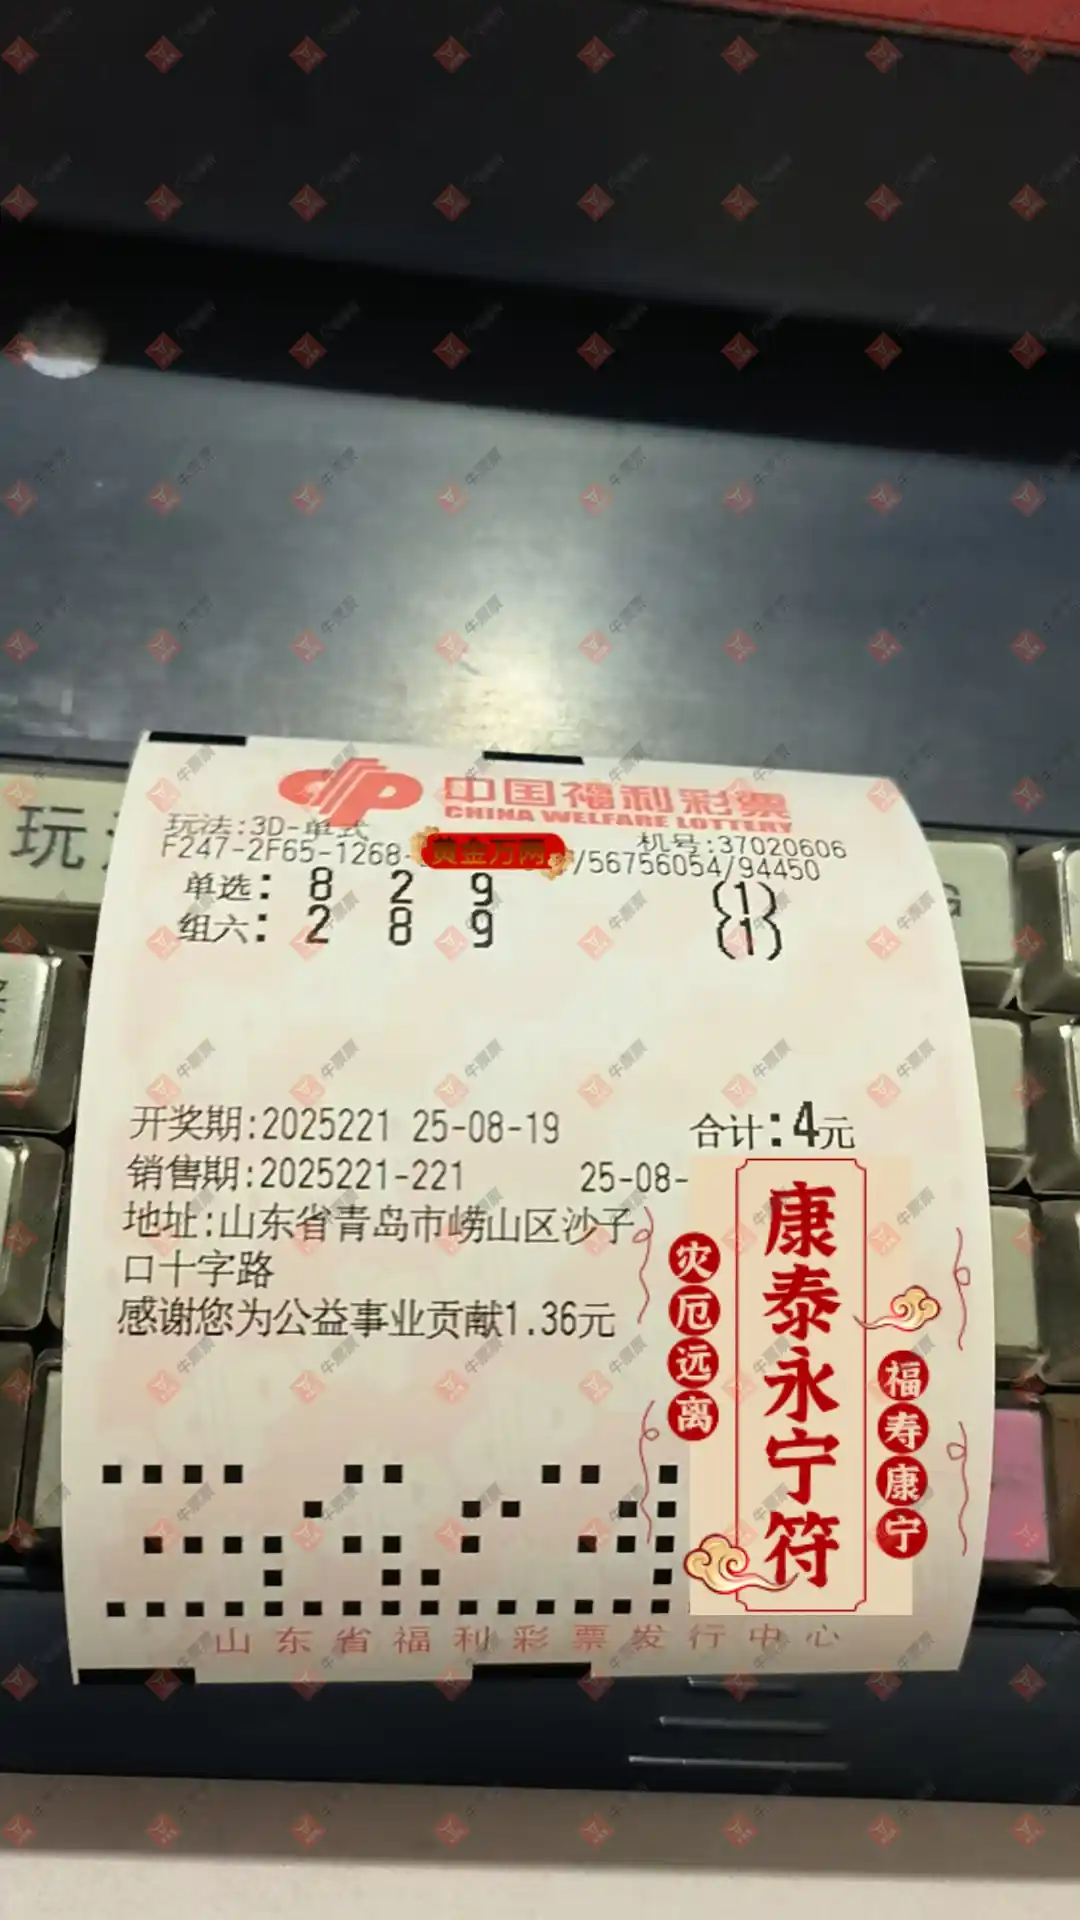 中国福利彩票
CHINA WELFARE LOTTERY
玩
玩法:3D-单式
机号:37020606
F247-2F65-1268-
黄金万两
/56756054/94450
G
单选: 8 2 9 (1)
组六: 2 8 9 (1)
开奖期:2025221 25-08-19
合计:4元
销售期:2025221-221 25-08-
地址:山东省青岛市崂山区沙子
口十字路
感谢您为公益事业贡献1.36元
灾厄远离
康泰永宁符
福寿康宁
山东省福利彩票发行中心
牛票票